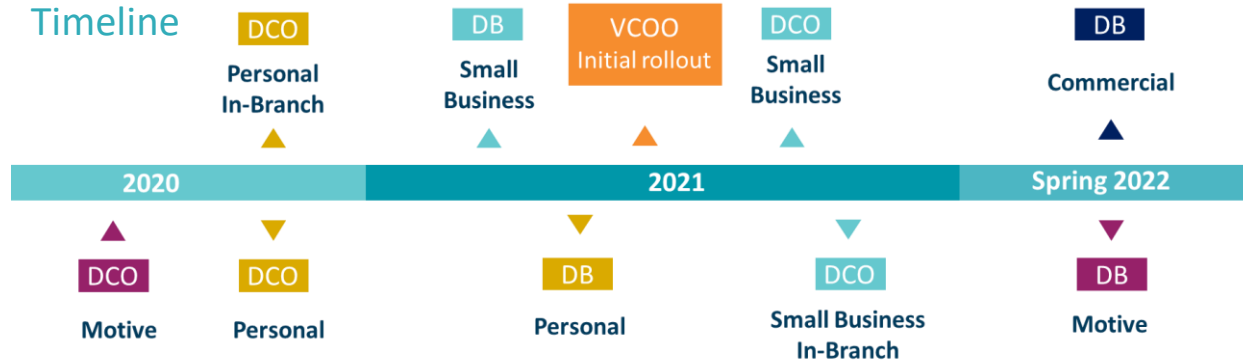 Timeline
DCO
Personal
In-Branch
DB
Small
Business
VCOO
Initial rollout
DCO
Small
Business
DB
Commercial
2020
2021
Spring 2022
DCO
Motive
DCO
Personal
DB
Personal
DCO
Small Business
In-Branch
DB
Motive